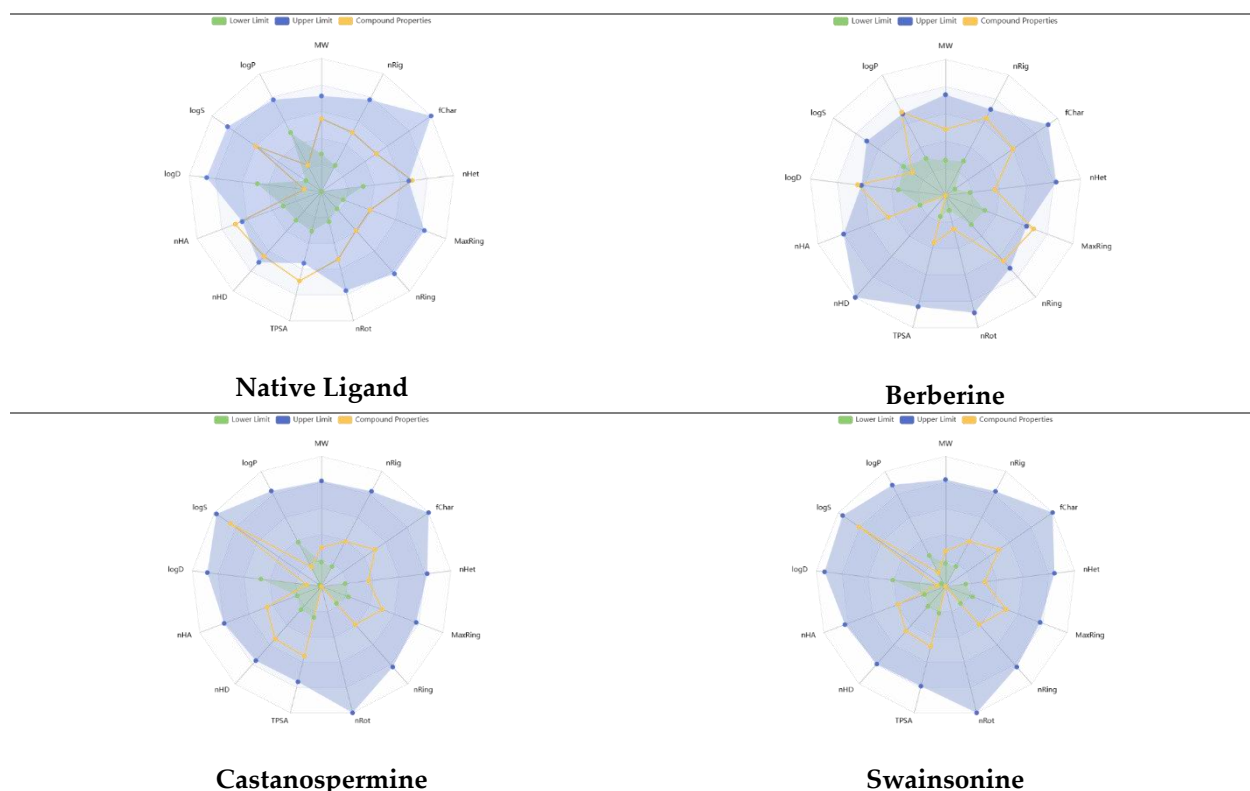 Lower Limit Upper Limit Compound Properties
MW
nRig
fChar
nHet
MaxRing
nRing
nRot
TPSA
nHD
nHA
logD
logS
logP
Native Ligand
Lower Limit Upper Limit Compound Properties
MW
nRig
fChar
nHet
MaxRing
nRing
nRot
TPSA
nHD
nHA
logD
logS
logP
Berberine
Lower Limit Upper Limit Compound Properties
MW
nRig
fChar
nHet
MaxRing
nRing
nRot
TPSA
nHD
nHA
logD
logS
logP
Castanospermine
Lower Limit Upper Limit Compound Properties
MW
nRig
fChar
nHet
MaxRing
nRing
nRot
TPSA
nHD
nHA
logD
logS
logP
Swainsonine